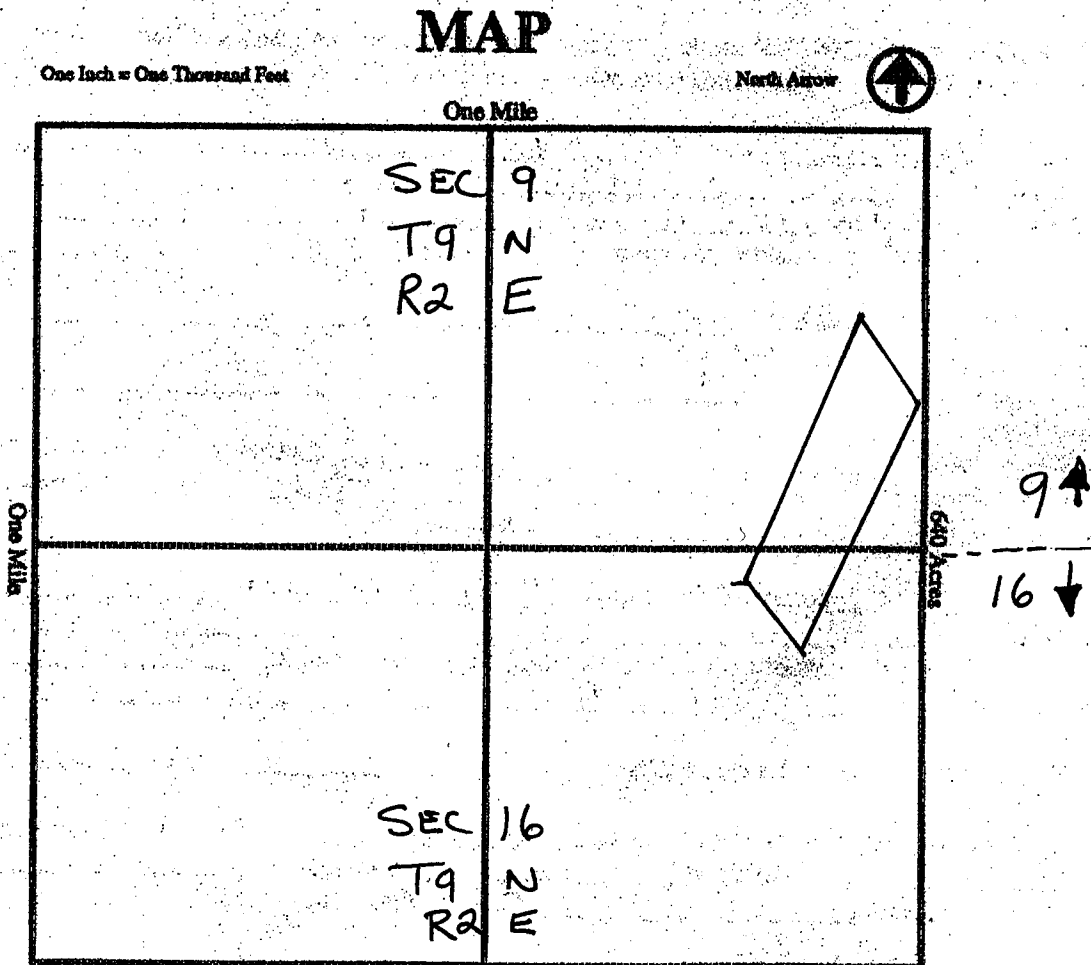 MAP
One Inch = One Thousand Feet
North Arrow
One Mile
SEC 9
T9 N
R2 E
One Mile
640 Acres
9
16
SEC 16
T9 N
R2 E